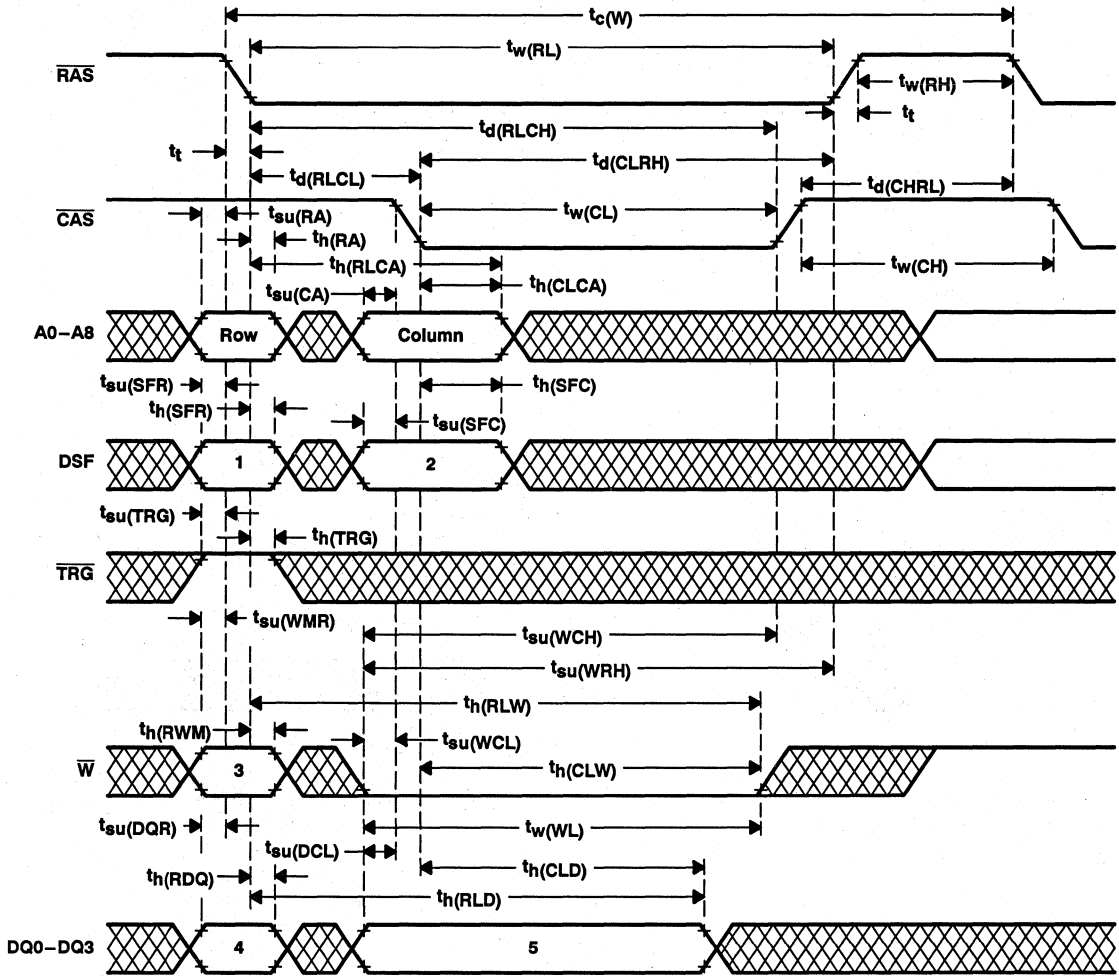 tc(W)
tw(RL)
RAS
tw(RH)
td(RLCH)
tt
tt
td(CLRH)
td(RLCL)
td(CHRL)
CAS
tsu(RA)
tw(CL)
th(RA)
th(RLCA)
tw(CH)
tsu(CA)
th(CLCA)
A0–A8
Row
Column
tsu(SFR)
th(SFC)
th(SFR)
tsu(SFC)
DSF
1
2
tsu(TRG)
th(TRG)
TRG
tsu(WMR)
tsu(WCH)
tsu(WRH)
th(RLW)
th(RWM)
tsu(WCL)
W
3
th(CLW)
tsu(DQR)
tw(WL)
tsu(DCL)
th(CLD)
th(RDQ)
th(RLD)
DQ0–DQ3
4
5